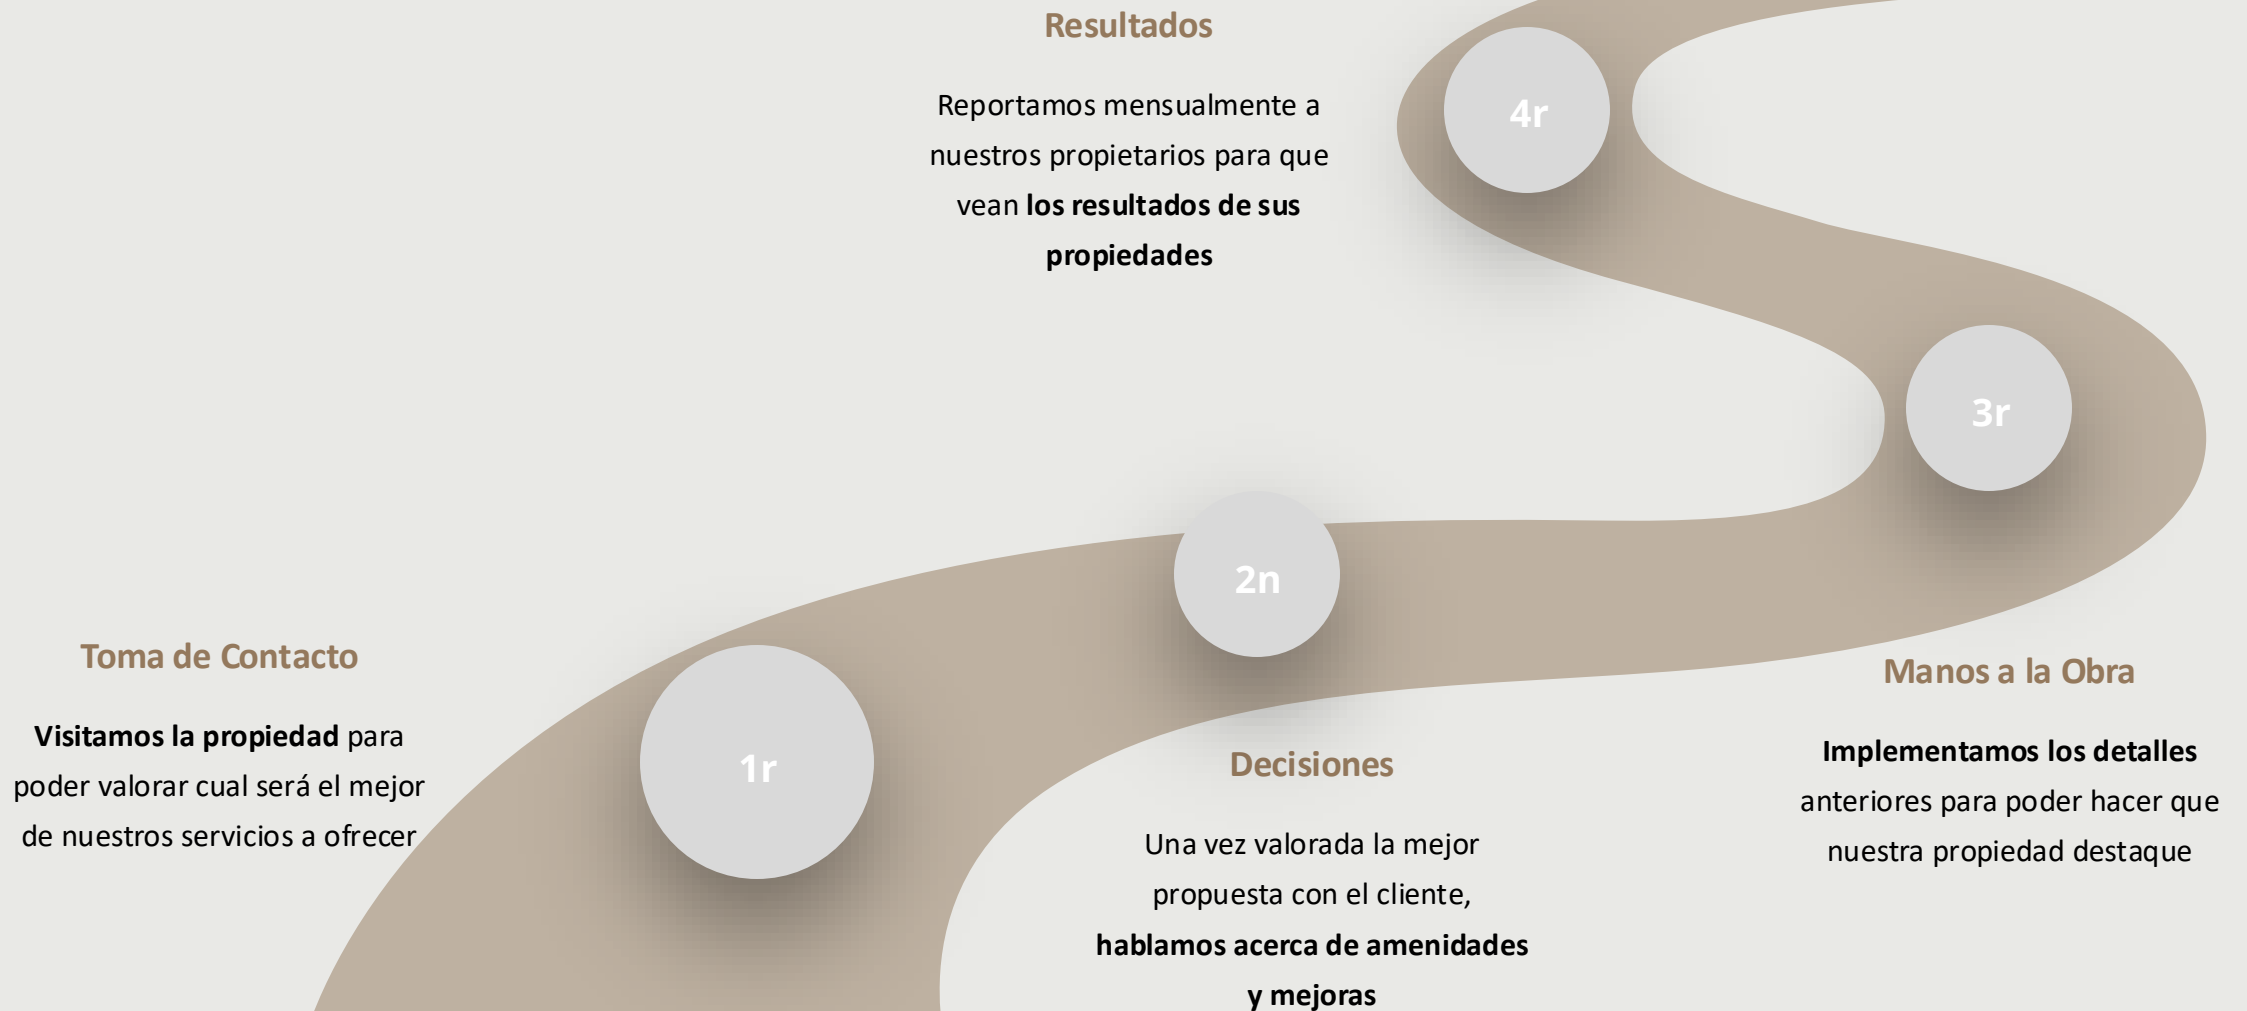 Resultados
Reportamos mensualmente a
nuestros propietarios para que
vean los resultados de sus
propiedades
4r
3r
2n
1r
Toma de Contacto
Visitamos la propiedad para
poder valorar cual será el mejor
de nuestros servicios a ofrecer
Decisiones
Una vez valorada la mejor
propuesta con el cliente,
hablamos acerca de amenidades
y mejoras
Manos a la Obra
Implementamos los detalles
anteriores para poder hacer que
nuestra propiedad destaque